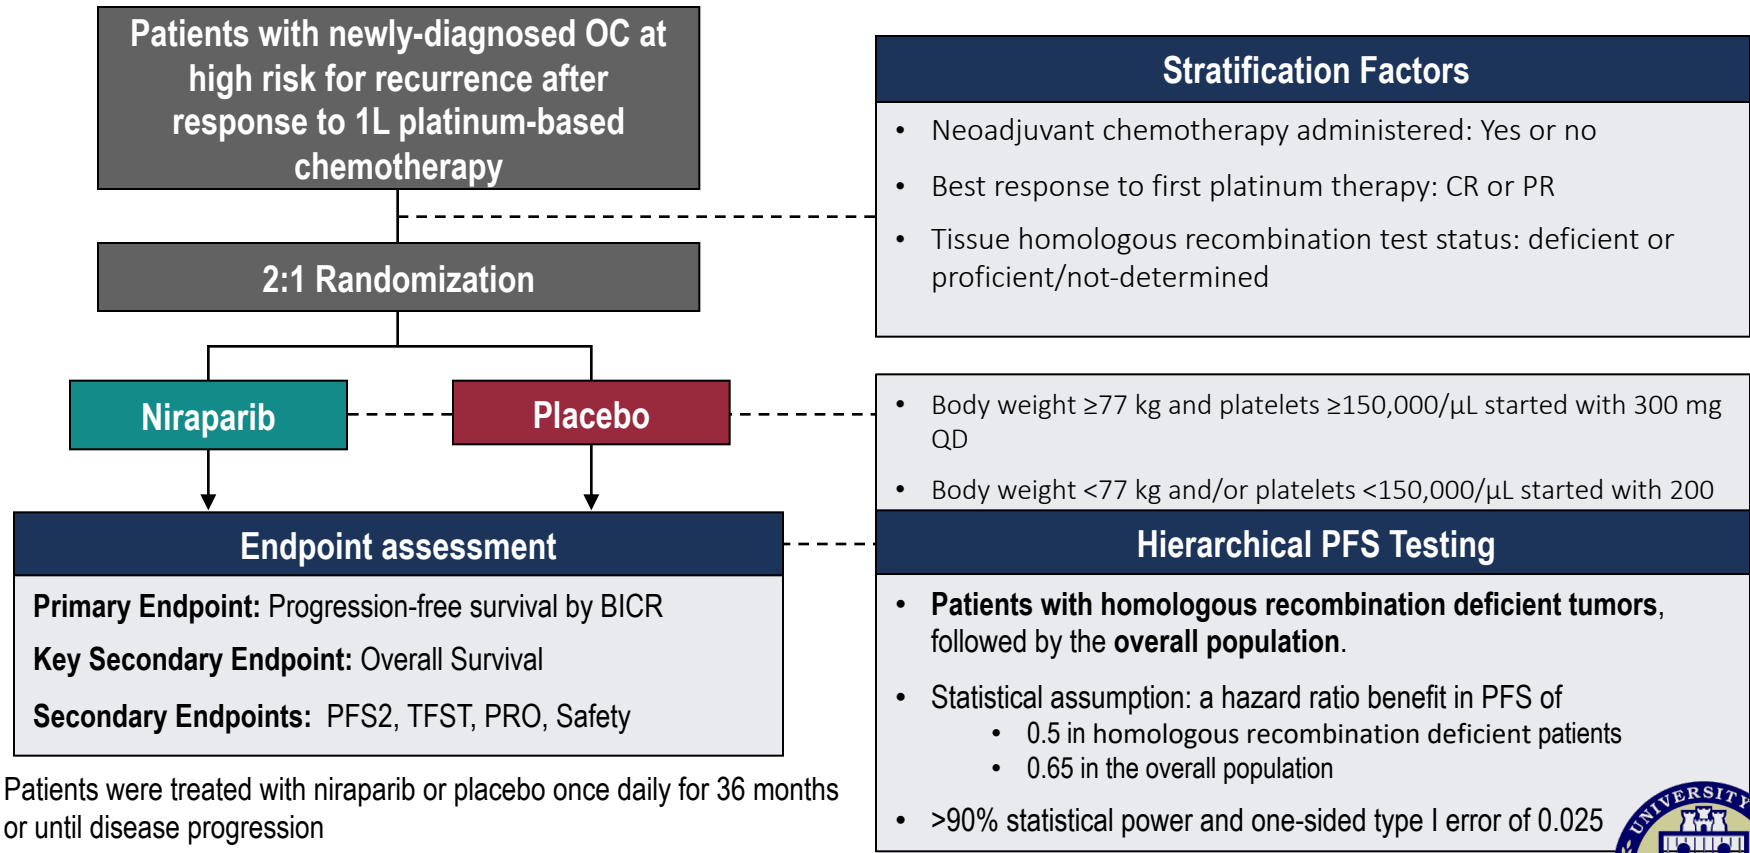 Patients with newly-diagnosed OC at
high risk for recurrence after
response to 1L platinum-based
chemotherapy
2:1 Randomization
Niraparib
Placebo
Endpoint assessment
Primary Endpoint: Progression-free survival by BICR
Key Secondary Endpoint: Overall Survival
Secondary Endpoints: PFS2, TFST, PRO, Safety
Patients were treated with niraparib or placebo once daily for 36 months
or until disease progression
Stratification Factors
• Neoadjuvant chemotherapy administered: Yes or no
• Best response to first platinum therapy: CR or PR
• Tissue homologous recombination test status: deficient or
proficient/not-determined
• Body weight ≥77 kg and platelets ≥150,000/µL started with 300 mg
QD
• Body weight <77 kg and/or platelets <150,000/µL started with 200
Hierarchical PFS Testing
• Patients with homologous recombination deficient tumors,
followed by the overall population.
• Statistical assumption: a hazard ratio benefit in PFS of
• 0.5 in homologous recombination deficient patients
• 0.65 in the overall population
• >90% statistical power and one-sided type I error of 0.025
UNIVERSITY